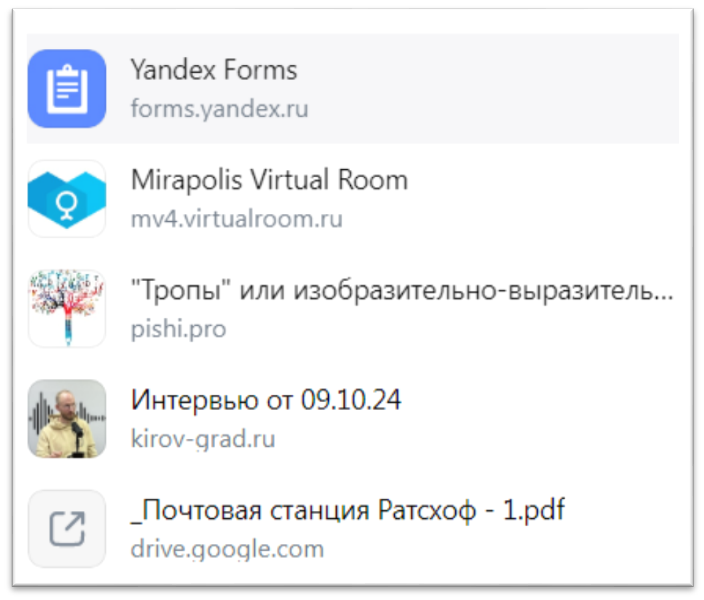 Yandex Forms
forms.yandex.ru
Mirapolis Virtual Room
mv4.virtualroom.ru
"Тропы" или изобразительно-выразитель...
pishi.pro
Интервью от 09.10.24
kirov-grad.ru
_Почтовая станция Ратсхоф - 1.pdf
drive.google.com